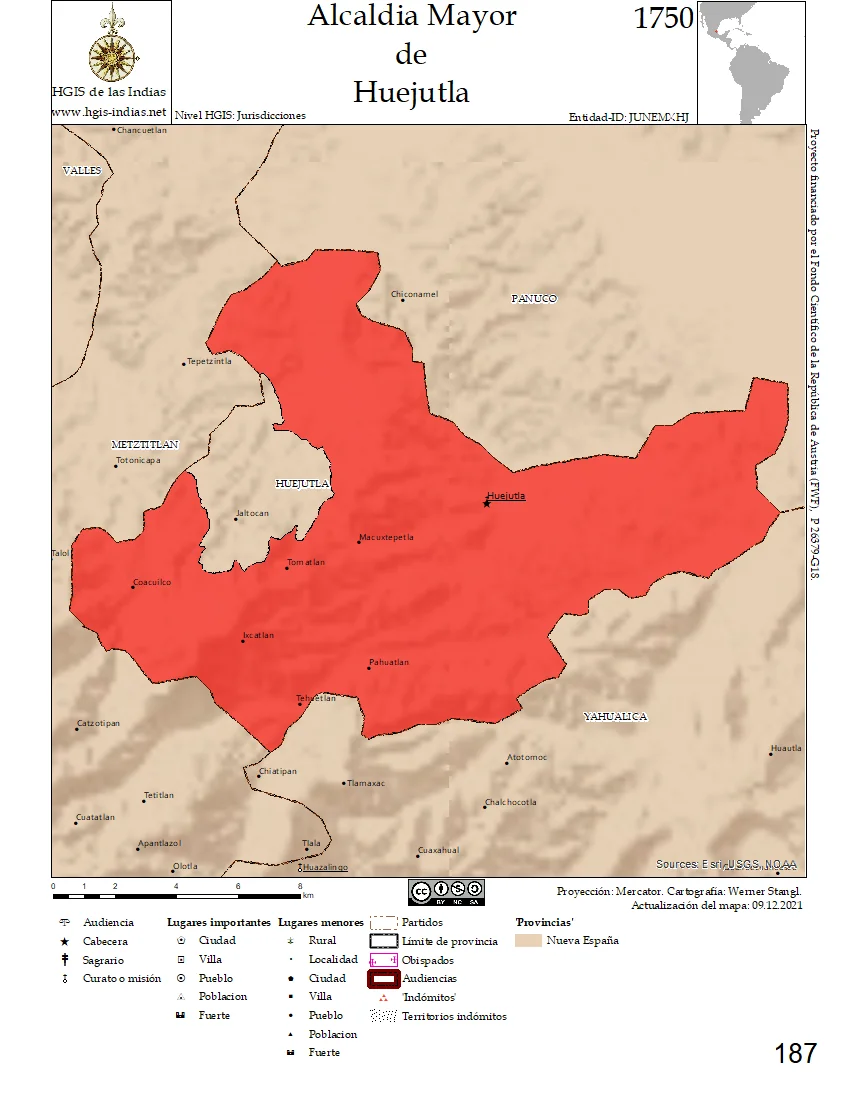 Alcaldia Mayor
de
Huejutla
1750
HGIS de las Indias
www.hgis-indias.net
Nivel HGIS: Jurisdicciones
Entidad-ID: JUNEMXHJ
Proyecto financiado por el Fondo Científico de la República de Austria (FWF), P 26379-G18.
Chancuetlan
VALLES
Chiconamel
PANUCO
Tepetzintla
METZTITLAN
Totonicapa
HUEJUTLA
Huejutla
Jaltocan
Macuxtepetla
Talol
Tomatlan
Coacuilco
Ixcatlan
Pahuatlan
Tehuetlan
YAHUALICA
Catzotipan
Huautla
Atotomoc
Chiatipan
Tlamaxac
Tetitlan
Chalchocotla
Cuatatlan
Apantlazol
Tlala
Cuaxahual
Olotla
Huazalingo
Sources: Esri, USGS, NOAA
0 1 2 4 6 8 km
CC BY NC SA
Proyección: Mercator. Cartografía: Werner Stangl.
Actualización del mapa: 09.12.2021
Audiencia
Cabecera
Sagrario
Curato o misión
Lugares importantes
Ciudad
Villa
Pueblo
Poblacion
Fuerte
Lugares menores
Rural
Localidad
Ciudad
Villa
Pueblo
Poblacion
Fuerte
Partidos
Límite de provincia
Obispados
Audiencias
'Indómitos'
Territorios indómitos
'Provincias'
Nueva España
187